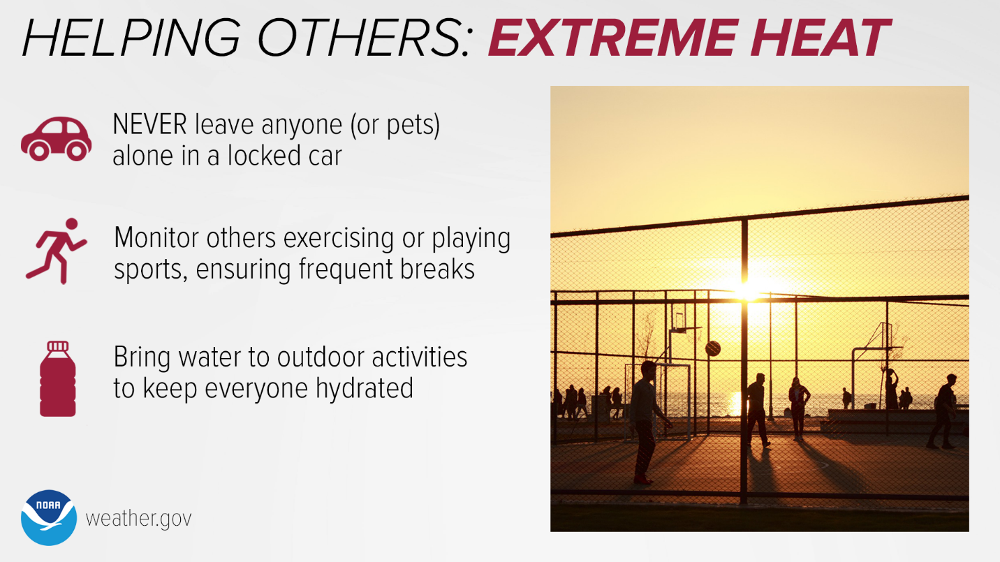 HELPING OTHERS: EXTREME HEAT
NEVER leave anyone (or pets)
alone in a locked car
Monitor others exercising or playing
sports, ensuring frequent breaks
Bring water to outdoor activities
to keep everyone hydrated
NOAA
weather.gov